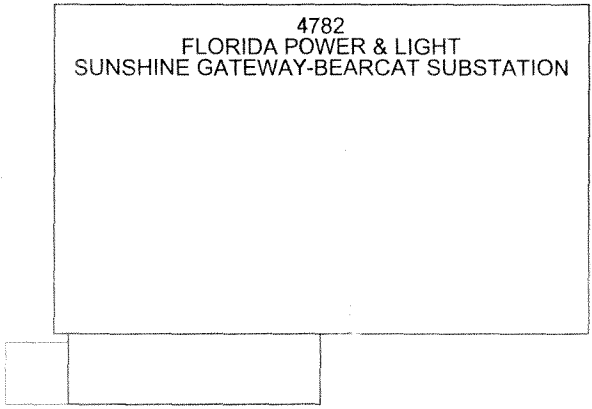 4782
FLORIDA POWER & LIGHT
SUNSHINE GATEWAY-BEARCAT SUBSTATION